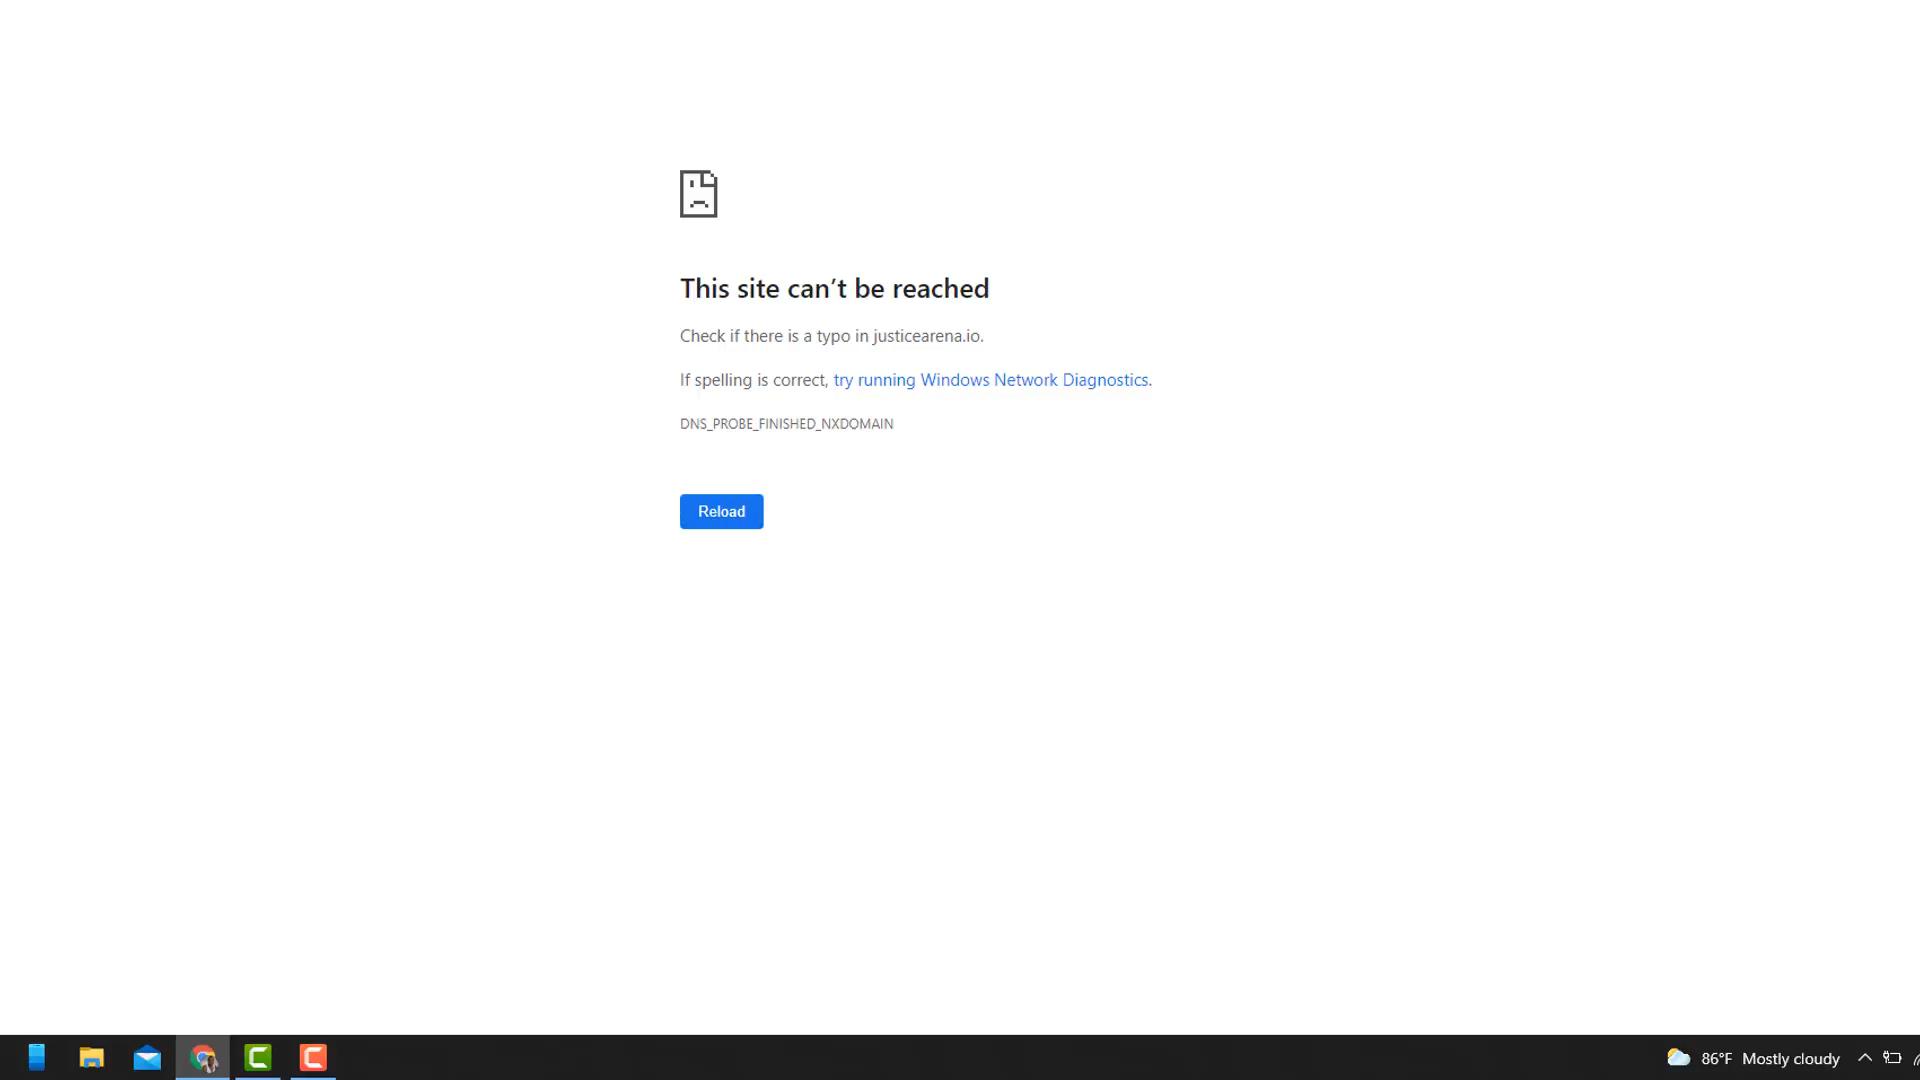 This site can’t be reached
Check if there is a typo in justicearena.io.
If spelling is correct, try running Windows Network Diagnostics.
DNS_PROBE_FINISHED_NXDOMAIN
Reload
86°F Mostly cloudy